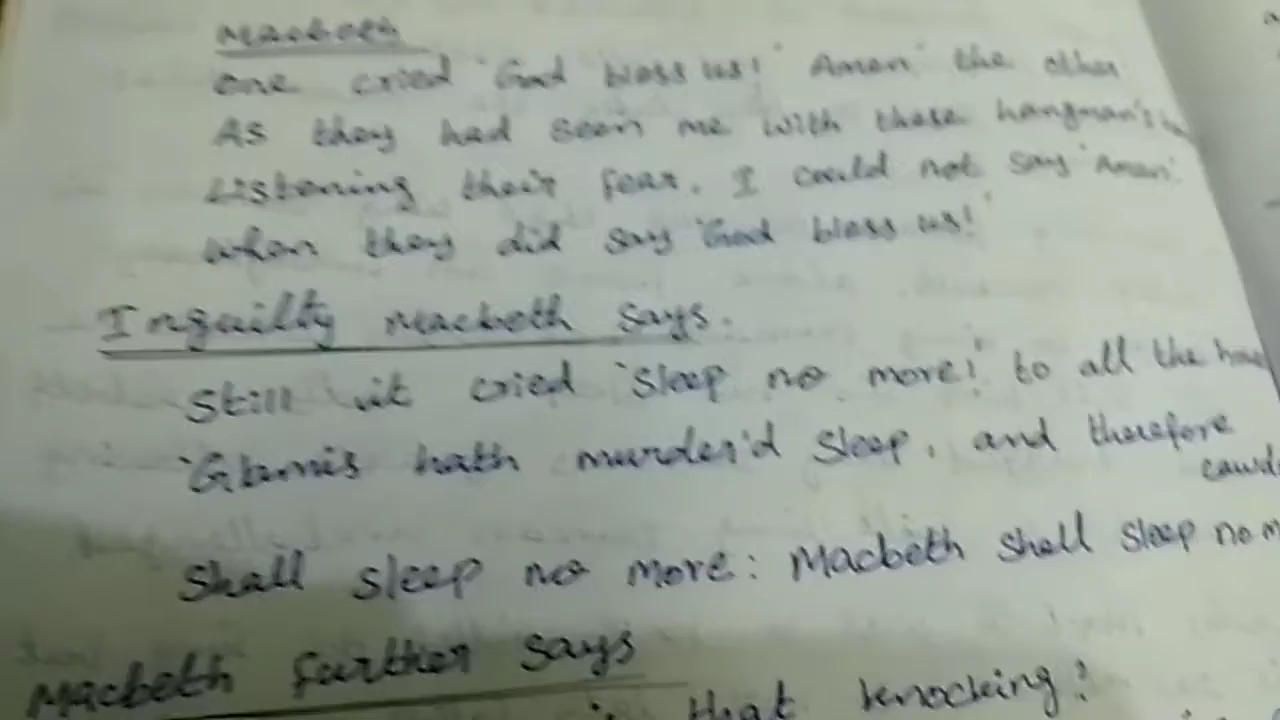 Macbeth
One cried 'God bless us!' 'Amen' the other
As they had seen me with these hangman's
Listening their fear. I could not say 'Amen'.
When they did say 'God bless us!'
Inguilty Macbeth says.
Still it cried 'Sleep no more!' to all the
'Glamis hath murder'd sleep, and therefore
cawd
Shall sleep no more: Macbeth shall sleep no m
Macbeth further says
that knocking?